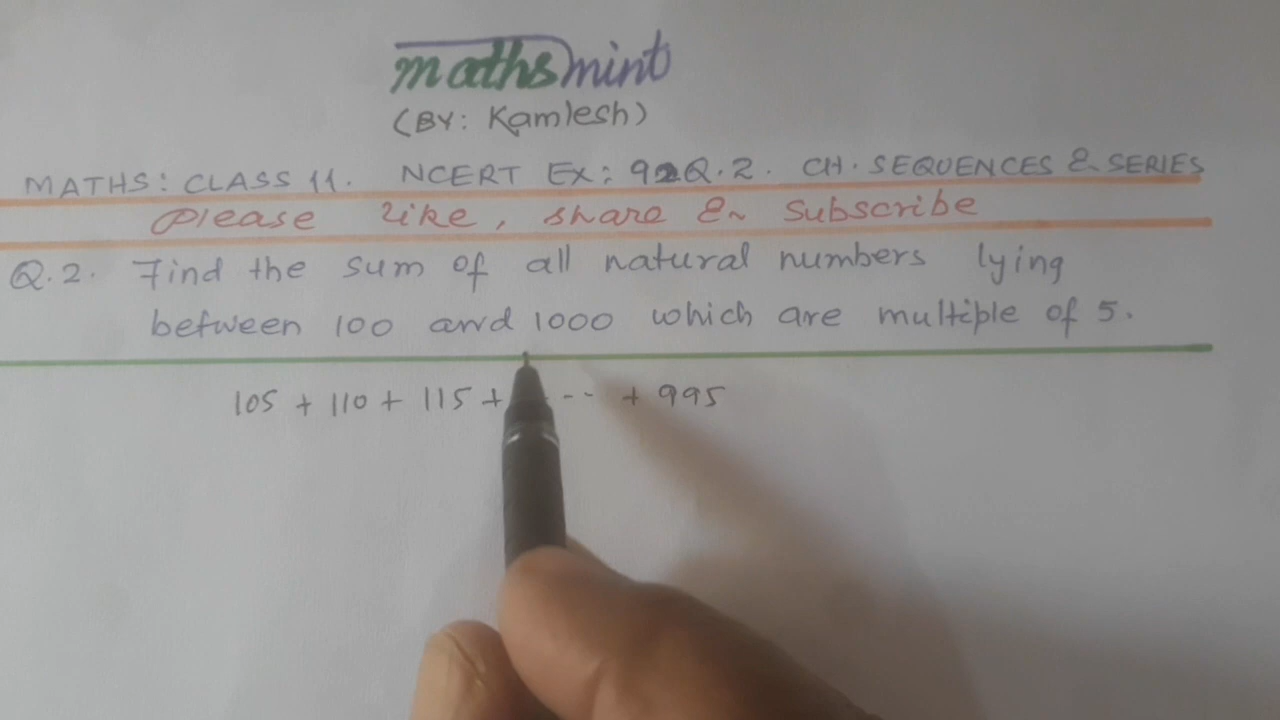 mathsmint
(BY: Kamlesh)
MATHS: CLASS 11. NCERT EX: 9.2 Q.2. CH. SEQUENCES & SERIES
Please like, share & subscribe
Q.2. Find the sum of all natural numbers lying
between 100 and 1000 which are multiple of 5.
105 + 110 + 115 + -- + 995